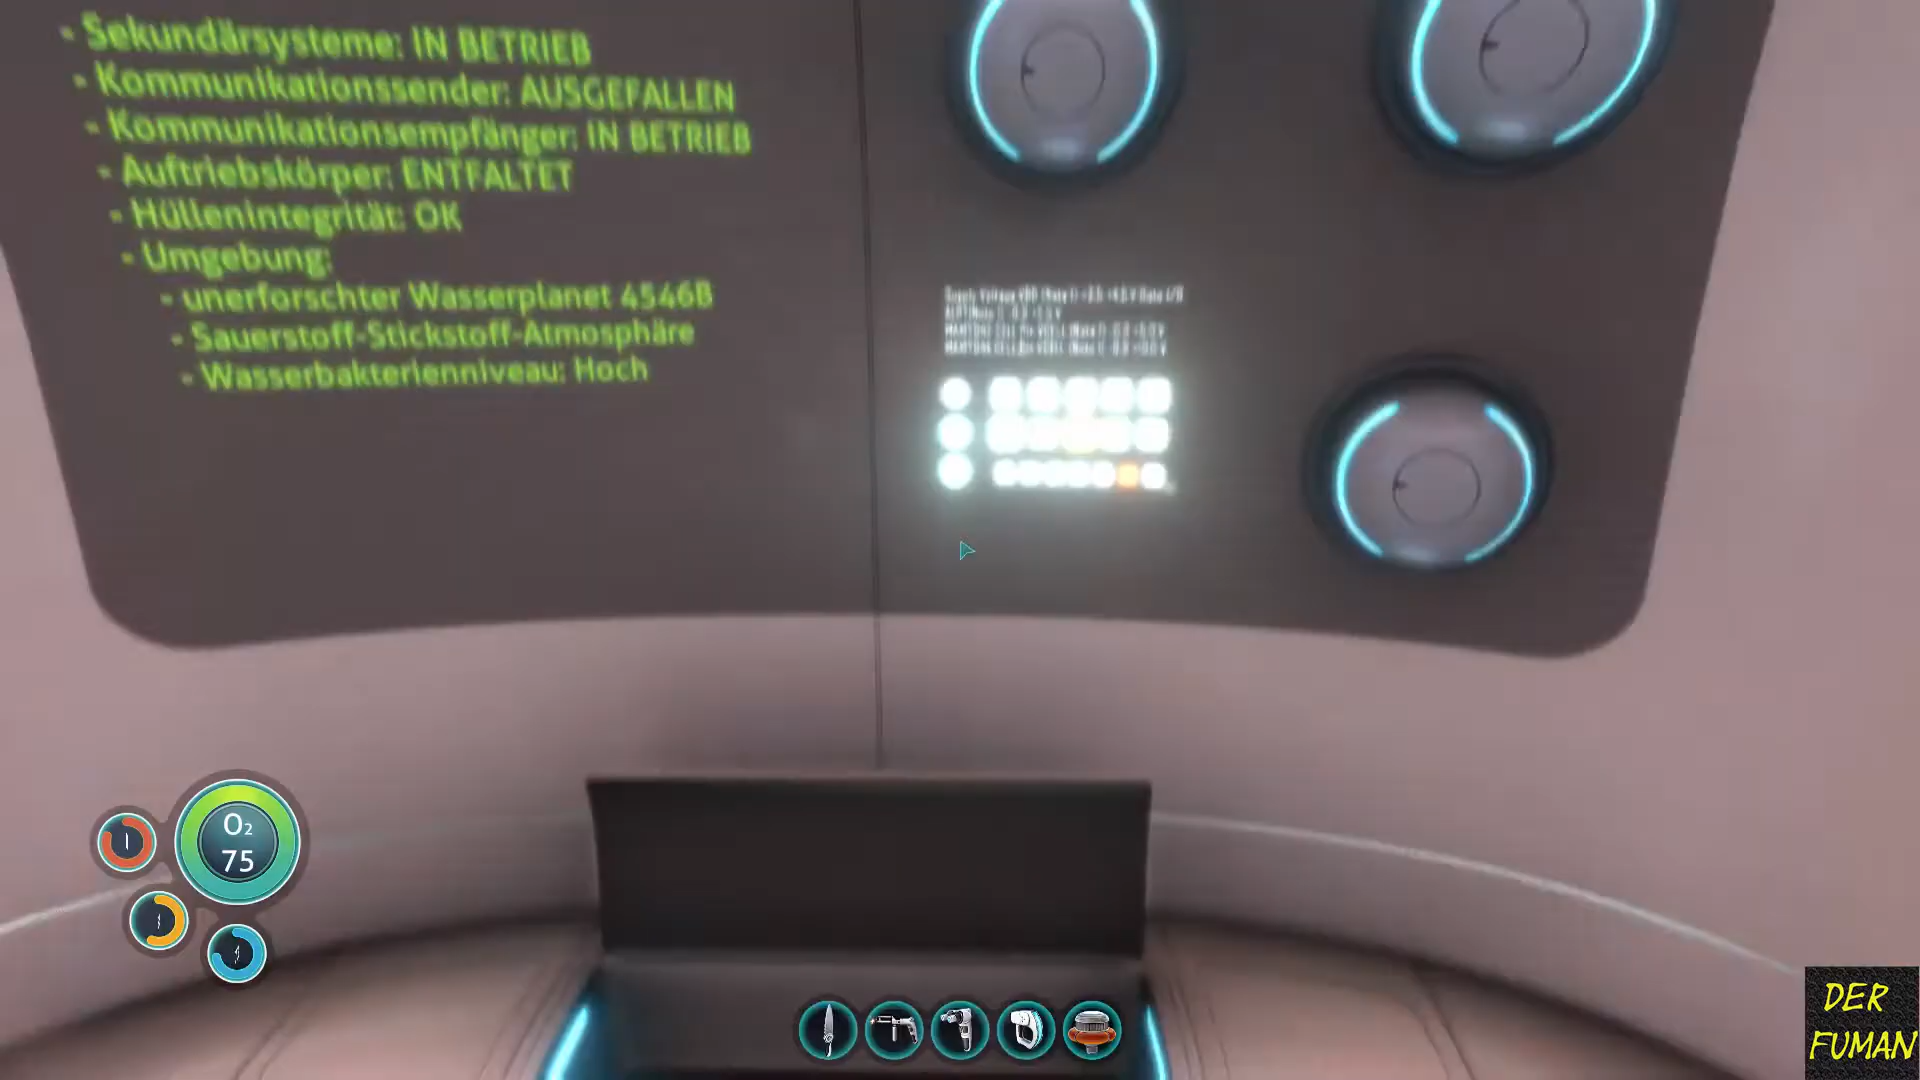 - Sekundärsysteme: IN BETRIEB
- Kommunikationssender: AUSGEFALLEN
- Kommunikationsempfänger: IN BETRIEB
- Auftriebskörper: ENTFALTET
- Hüllenintegrität: OK
- Umgebung:
- unerforschter Wasserplanet 4546B
- Sauerstoff-Stickstoff-Atmosphäre
- Wasserbakterienniveau: Hoch
O2
75
DER
FUMAN